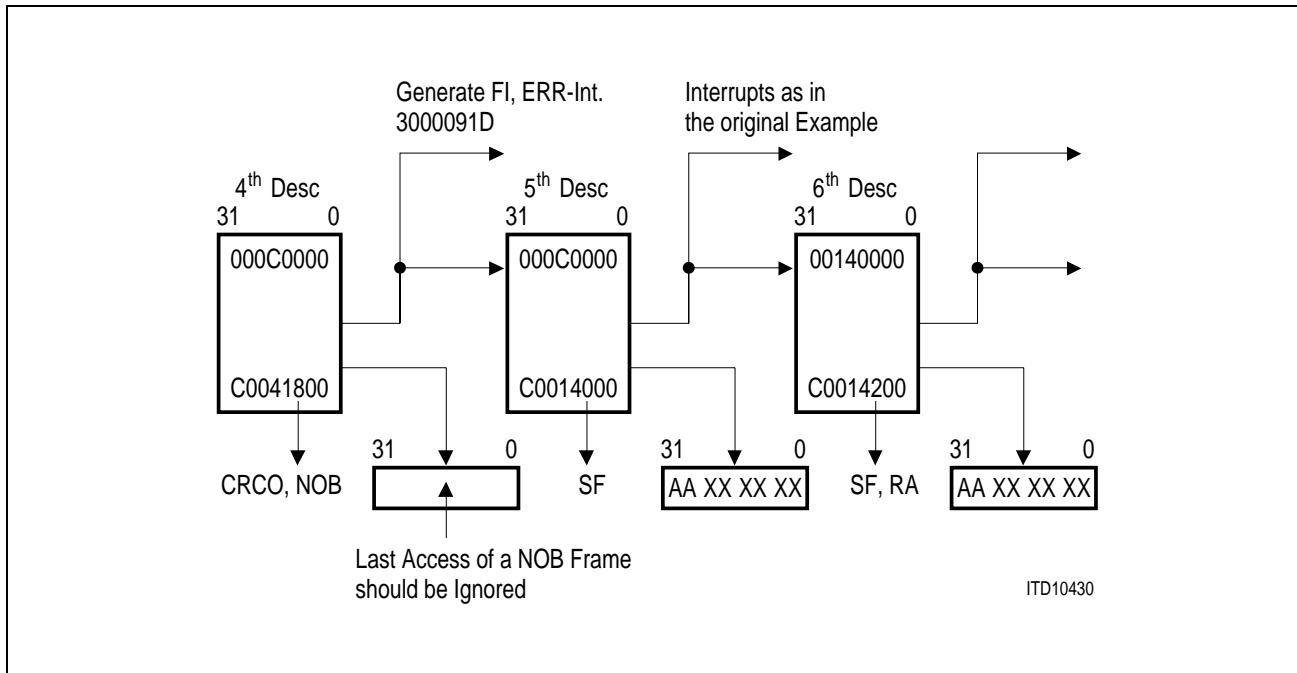 Generate FI, ERR-Int.
3000091D
Interrupts as in
the original Example
4th Desc
31 0
000C0000
C0041800
5th Desc
31 0
000C0000
C0014000
6th Desc
31 0
00140000
C0014200
CRCO, NOB
31 0
SF
31 0
AA XX XX XX
SF, RA
31 0
AA XX XX XX
Last Access of a NOB Frame
should be Ignored
ITD10430